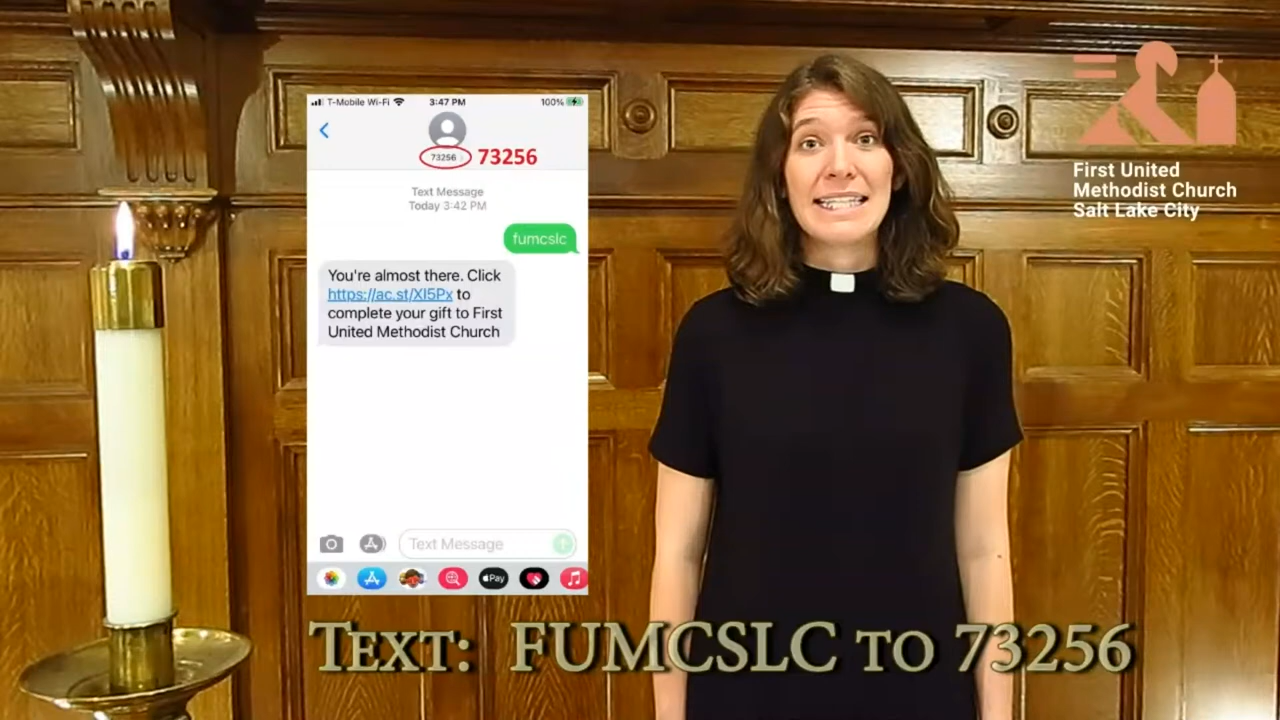 T-Mobile Wi-Fi 3:47 PM 100%
73256 73256
Text Message
Today 3:42 PM
fumcslc
You're almost there. Click
https://ac.st/XI5Px to
complete your gift to First
United Methodist Church
Text Message
Pay
First United
Methodist Church
Salt Lake City
TEXT: FUMCSLC TO 73256